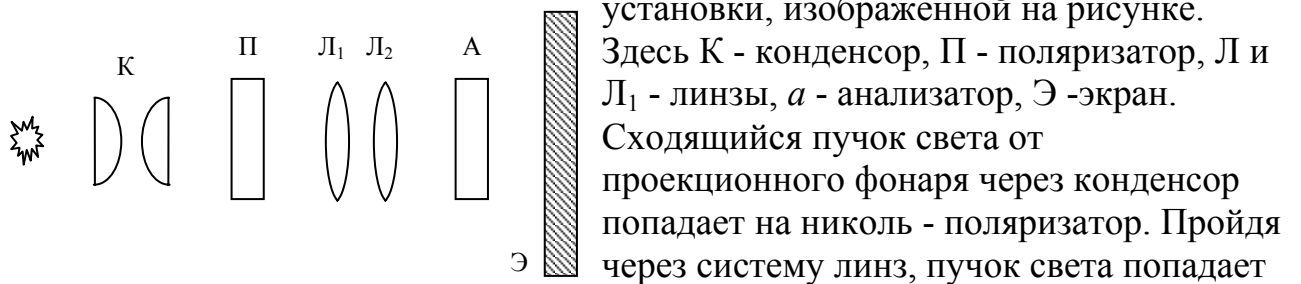 установки, изображенной на рисунке.
Здесь К - конденсор, П - поляризатор, Л и
Л₁ - линзы, а - анализатор, Э -экран.
Сходящийся пучок света от
проекционного фонаря через конденсор
попадает на николь - поляризатор. Пройдя
через систему линз, пучок света попадает
К
П
Л₁ Л₂
А
Э